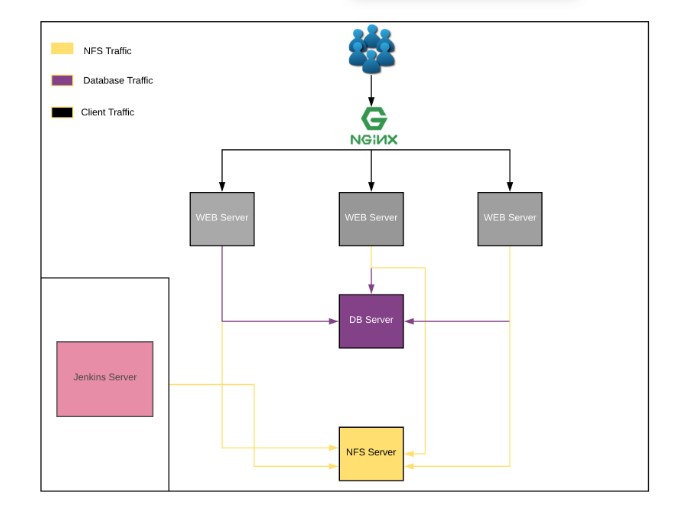 NFS Traffic
Database Traffic
Client Traffic
NGiNX
WEB Server
WEB Server
WEB Server
DB Server
Jenkins Server
NFS Server